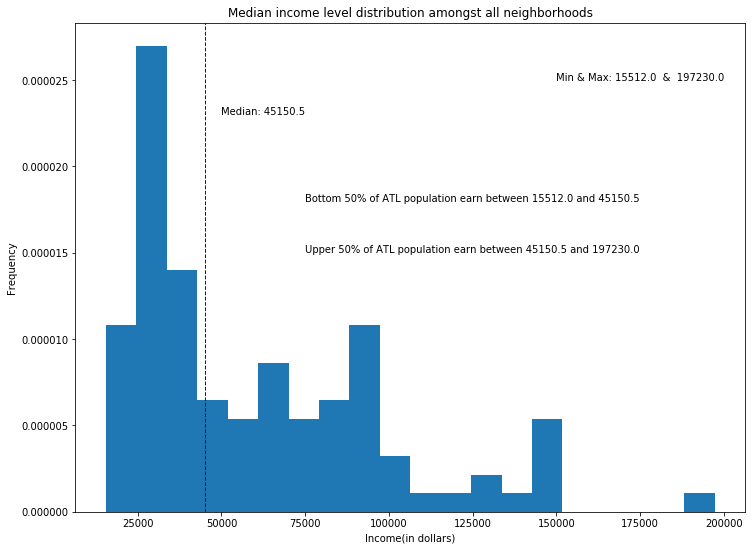 Median income level distribution amongst all neighborhoods
0.000025
Min & Max: 15512.0  &  197230.0
Median: 45150.5
0.000020
Bottom 50% of ATL population earn between 15512.0 and 45150.5
0.000015
Upper 50% of ATL population earn between 45150.5 and 197230.0
Frequency
0.000010
0.000005
0.000000
25000 50000 75000 100000 125000 150000 175000 200000
Income(in dollars)